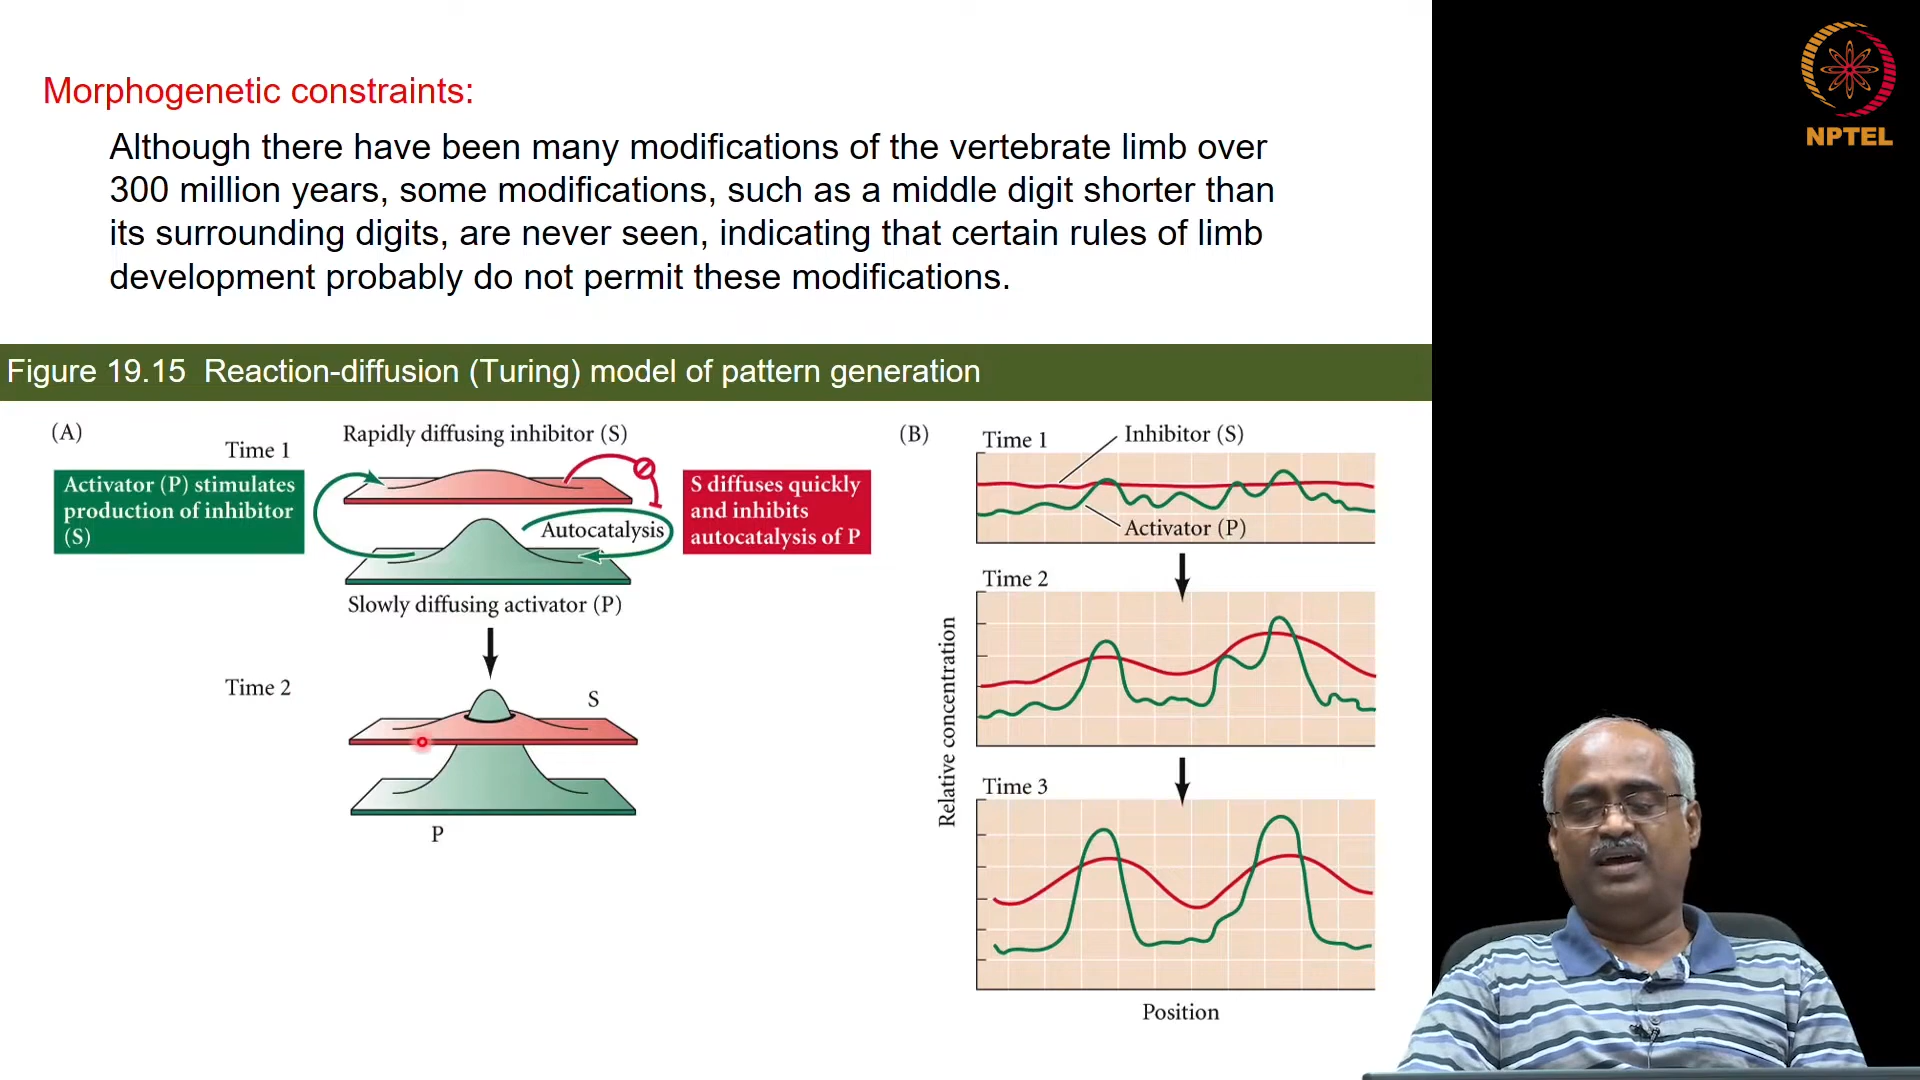 Morphogenetic constraints:
Although there have been many modifications of the vertebrate limb over
300 million years, some modifications, such as a middle digit shorter than
its surrounding digits, are never seen, indicating that certain rules of limb
development probably do not permit these modifications.
NPTEL
Figure 19.15 Reaction-diffusion (Turing) model of pattern generation
(A)
Time 1
Rapidly diffusing inhibitor (S)
Activator (P) stimulates
production of inhibitor
(S)
Autocatalysis
S diffuses quickly
and inhibits
autocatalysis of P
Slowly diffusing activator (P)
Time 2
S
P
(B)
Time 1
Inhibitor (S)
Activator (P)
Time 2
Time 3
Relative concentration
Position